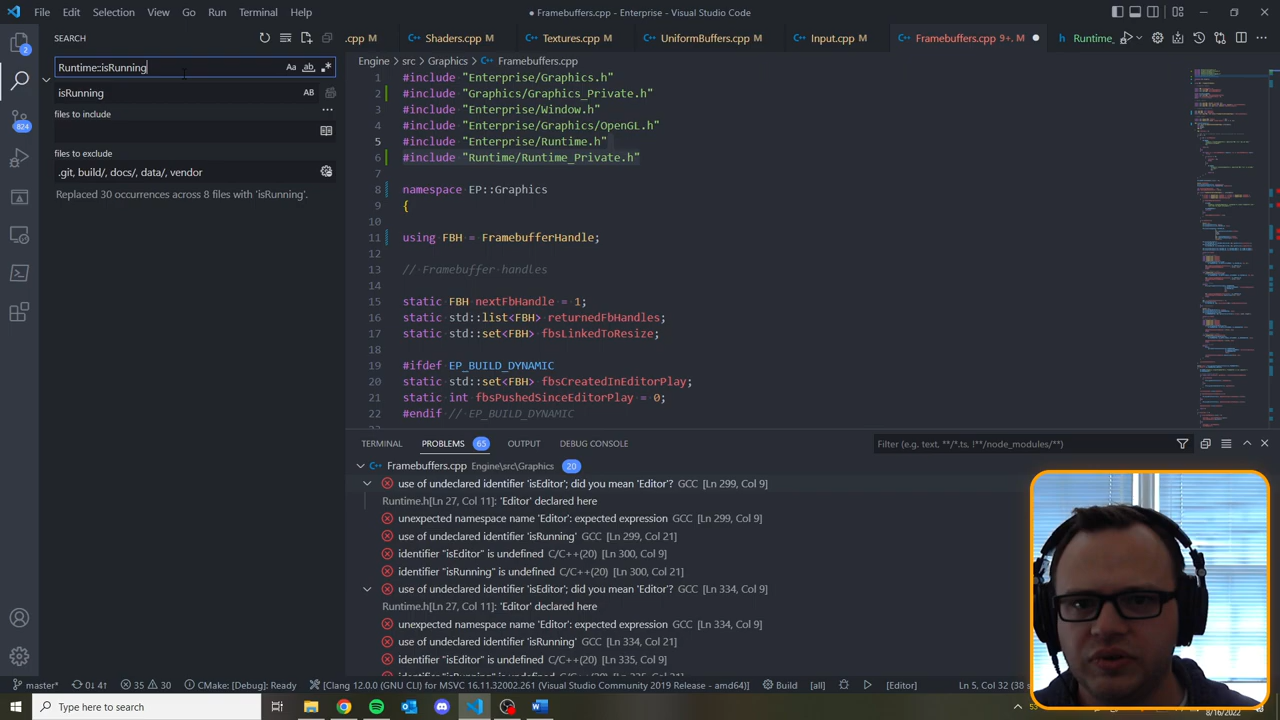 File Edit Selection View Go Run Terminal Help
Framebuffers.cpp - Enterprise - Visual Studio Code
SEARCH
.cpp M Shaders.cpp M Textures.cpp M UniformBuffers.cpp M Input.cpp M Framebuffers.cpp 9+, M Runtime_
Runtime::isRunning
isRunning
AB
files to include
files to exclude
.git, build/, docs/, data/, vendor
Replaced 30 occurrences across 8 files with 'isRunning'.
2
824
Engine > src > Graphics > Framebuffers.cpp
1 #include "Enterprise/Graphics.h"
2 #include "Graphics/Graphics_Private.h"
3 #include "Enterprise/Window.h"
4 #include "Enterprise/Graphics/OpenGL.h"
5 #include "Enterprise/Runtime.h"
6 #include "Runtime/Runtime_Private.h"
8 namespace EP::Graphics
9 {
10
11 using FBH = FramebufferHandle;
12
13 // Framebuffer handles
14
15 static FBH nextFbHandle = 1;
16 static std::list<FBH> returnedFbHandles;
17 static std::set<FBH> fbsLinkedToResize;
18
19 #ifdef EP_BUILD_DYNAMIC
20 static std::set<FBH> fbsCreatedInEditorPlay;
21 static int fbsCreatedSinceEditorPlay = 0;
22 #endif // EP_BUILD_DYNAMIC
TERMINAL PROBLEMS 65 OUTPUT DEBUG CONSOLE
Filter (e.g. text, **/*.ts, !**/node_modules/**)
Framebuffers.cpp Engine\src\Graphics 20
use of undeclared identifier 'isEditor'; did you mean 'Editor'? GCC [Ln 299, Col 9]
Runtime.h[Ln 27, Col 11]: 'Editor' declared here
unexpected namespace name 'Editor': expected expression GCC [Ln 299, Col 9]
use of undeclared identifier 'isRunning' GCC [Ln 299, Col 21]
identifier "isEditor" is undefined C/C++(20) [Ln 300, Col 9]
identifier "isRunning" is undefined C/C++(20) [Ln 300, Col 21]
use of undeclared identifier 'isEditor'; did you mean 'Editor'? GCC [Ln 334, Col 9]
Runtime.h[Ln 27, Col 11]: 'Editor' declared here
unexpected namespace name 'Editor': expected expression GCC [Ln 334, Col 9]
use of undeclared identifier 'isRunning' GCC [Ln 334, Col 21]
identifier "isEditor" is undefined C/C++(20) [Ln 335, Col 9]
master* 0↓ 4↑ 35 30 CMake: [Debug]: Ready
Build [all] [Editor]
Type here to search
8/16/2022